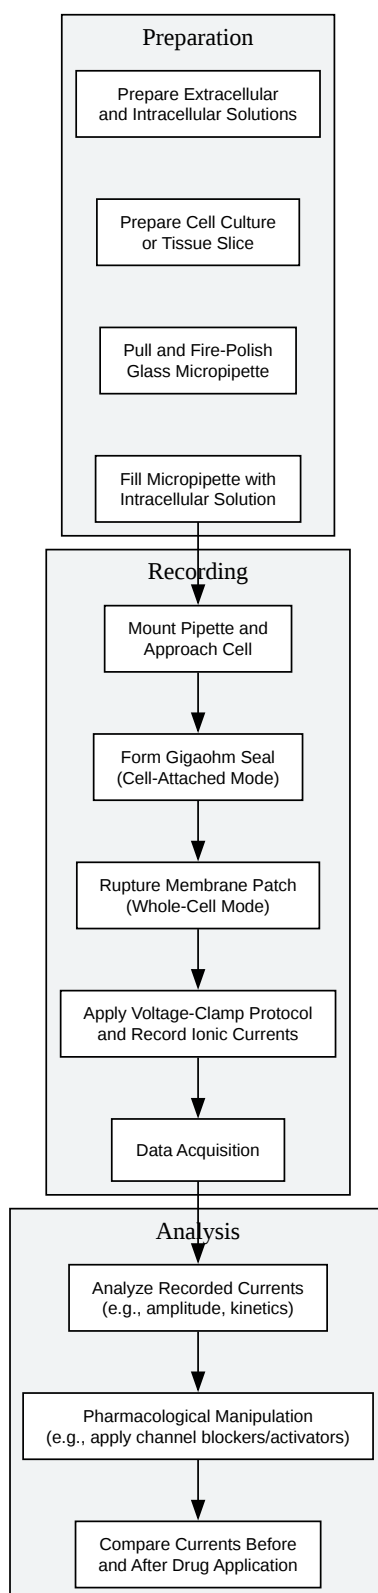 Preparation
Prepare Extracellular
and Intracellular Solutions
Prepare Cell Culture
or Tissue Slice
Pull and Fire-Polish
Glass Micropipette
Fill Micropipette with
Intracellular Solution
Recording
Mount Pipette and
Approach Cell
Form Gigaohm Seal
(Cell-Attached Mode)
Rupture Membrane Patch
(Whole-Cell Mode)
Apply Voltage-Clamp Protocol
and Record Ionic Currents
Data Acquisition
Analysis
Analyze Recorded Currents
(e.g., amplitude, kinetics)
Pharmacological Manipulation
(e.g., apply channel blockers/activators)
Compare Currents Before
and After Drug Application